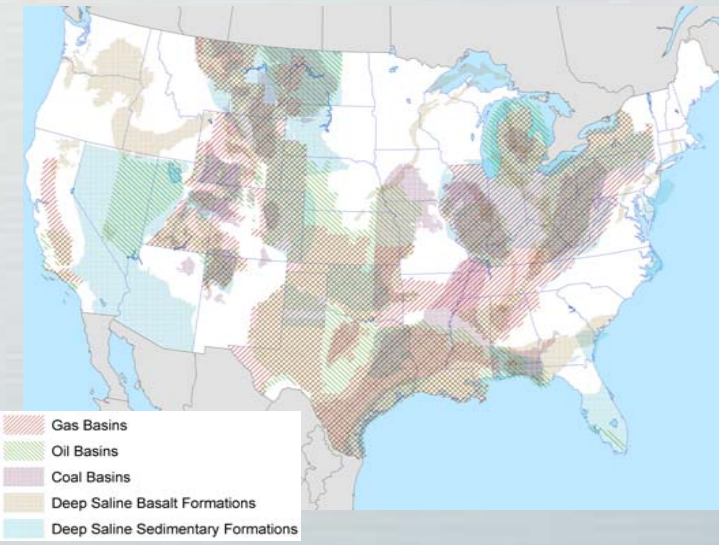 Gas Basins
Oil Basins
Coal Basins
Deep Saline Basalt Formations
Deep Saline Sedimentary Formations